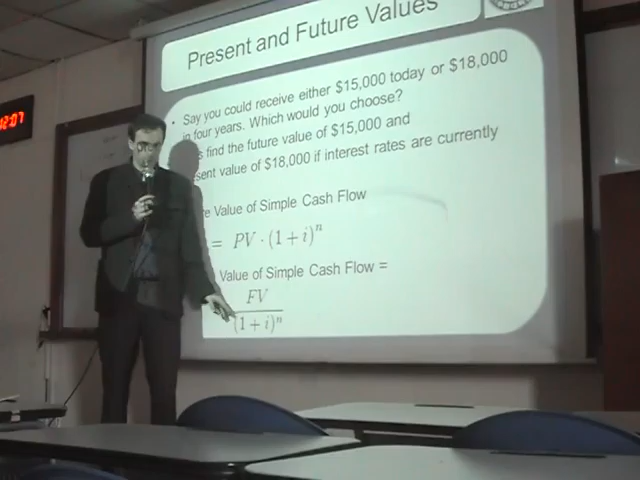 12:07
Present and Future Values
• Say you could receive either $15,000 today or $18,000
in four years. Which would you choose?
find the future value of $15,000 and
value of $18,000 if interest rates are currently
Value of Simple Cash Flow
= PV · (1 + i)^n
Value of Simple Cash Flow =
FV
(1 + i)^n